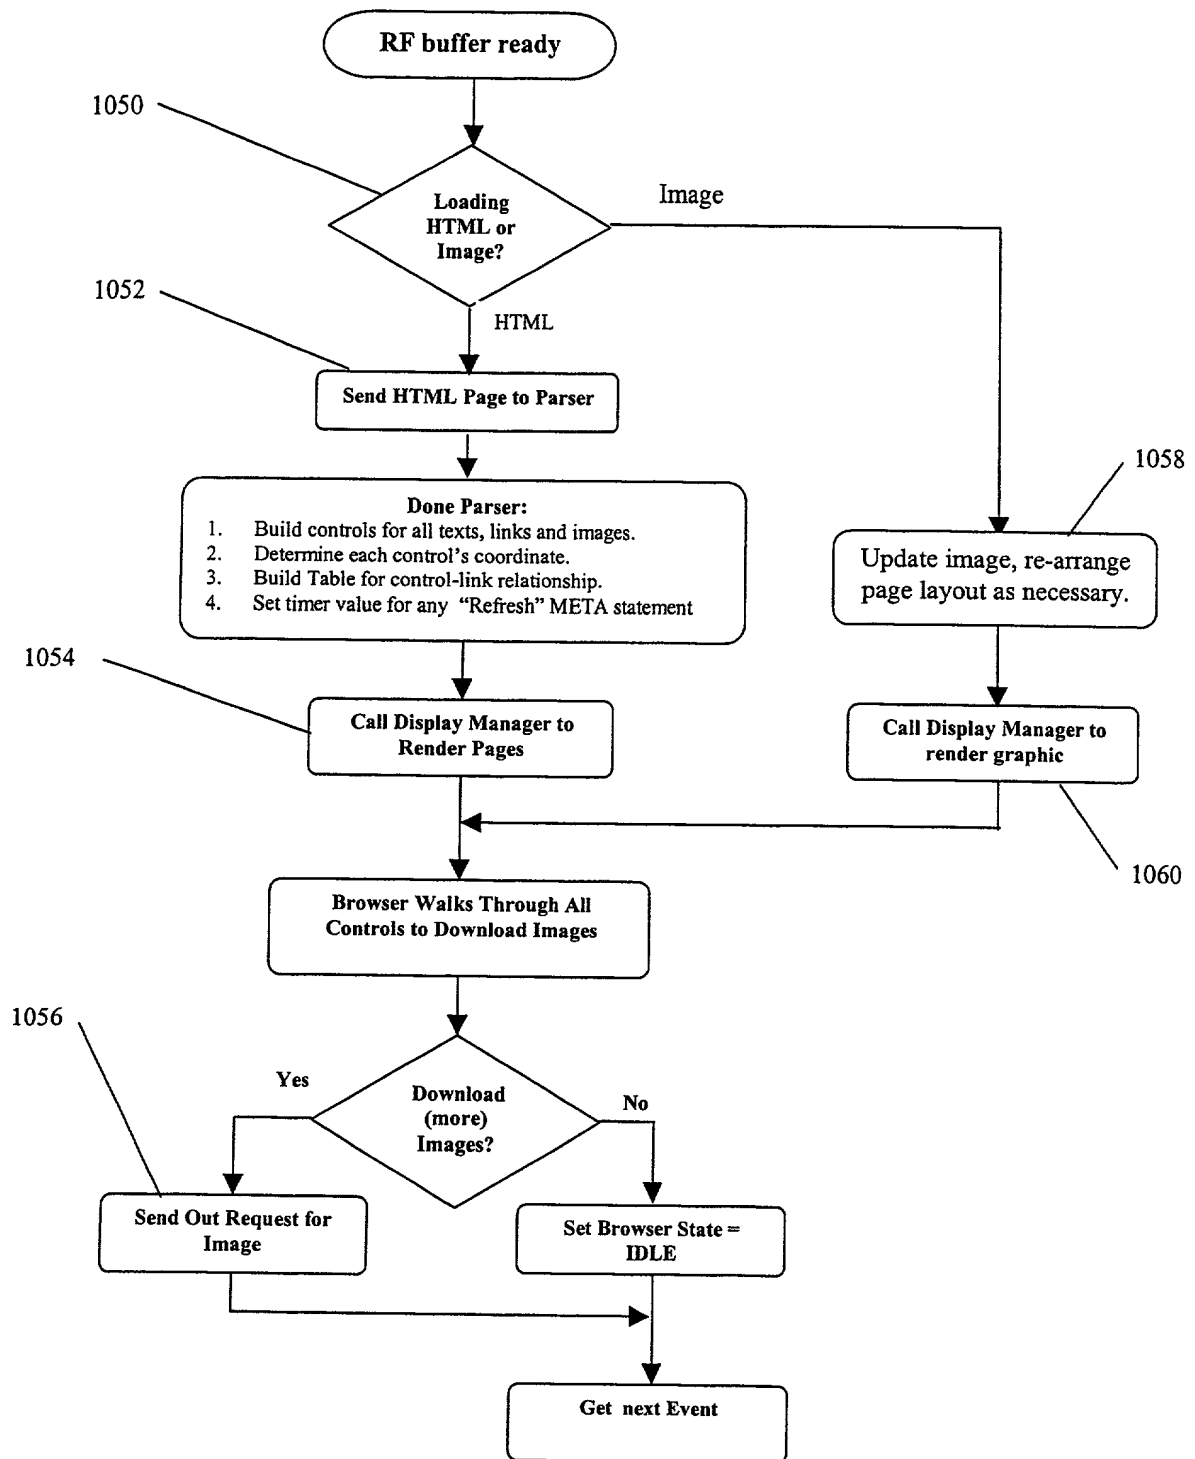 RF buffer ready
1050
Loading
HTML or
Image?
Image
1052
HTML
Send HTML Page to Parser
Done Parser:
1. Build controls for all texts, links and images.
2. Determine each control's coordinate.
3. Build Table for control-link relationship.
4. Set timer value for any “Refresh” META statement
1058
Update image, re-arrange
page layout as necessary.
1054
Call Display Manager to
Render Pages
Call Display Manager to
render graphic
1060
Browser Walks Through All
Controls to Download Images
1056
Yes
Download
(more)
Images?
No
Send Out Request for
Image
Set Browser State =
IDLE
Get next Event